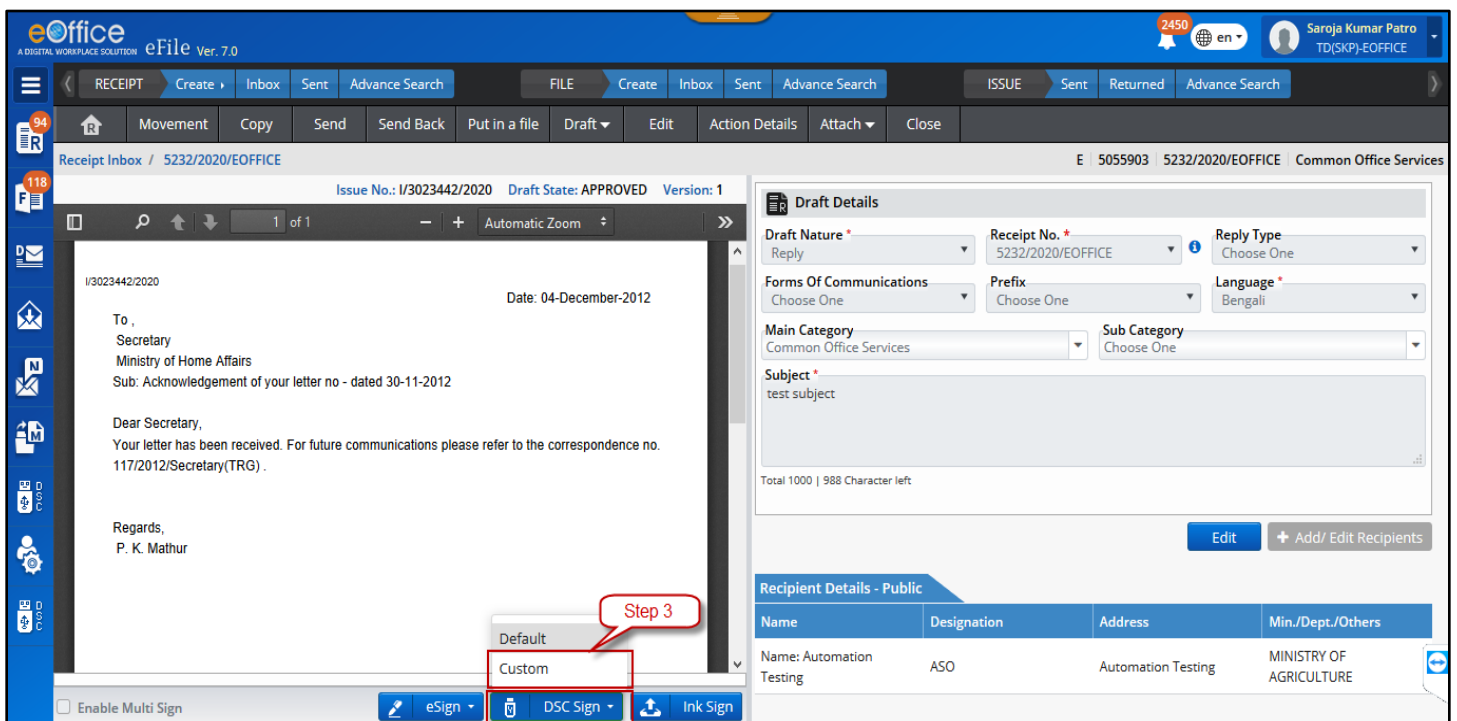 eOffice
A DIGITAL WORKPLACE SOLUTION eFile Ver. 7.0
2450 en
Saroja Kumar Patro
TD(SKP)-EOFFICE
RECEIPT Create Inbox Sent Advance Search FILE Create Inbox Sent Advance Search ISSUE Sent Returned Advance Search
94 R Movement Copy Send Send Back Put in a file Draft Edit Action Details Attach Close
Receipt Inbox / 5232/2020/EOFFICE E 5055903 5232/2020/EOFFICE Common Office Services
118 F
Issue No.: I/3023442/2020 Draft State: APPROVED Version: 1
1 of 1 − + Automatic Zoom
I/3023442/2020
Date: 04-December-2012
To ,
Secretary
Ministry of Home Affairs
Sub: Acknowledgement of your letter no - dated 30-11-2012
Dear Secretary,
Your letter has been received. For future communications please refer to the correspondence no.
117/2012/Secretary(TRG) .
Regards,
P. K. Mathur
Step 3
Default
Custom
Enable Multi Sign eSign DSC Sign Ink Sign
R
D
N
M
DSC
DSC
Draft Details
Draft Nature * Receipt No. * Reply Type
Reply 5232/2020/EOFFICE Choose One
Forms Of Communications Prefix Language *
Choose One Choose One Bengali
Main Category Sub Category
Common Office Services Choose One
Subject *
test subject
Total 1000 | 988 Character left
Edit + Add/ Edit Recipients
Recipient Details - Public
Name Designation Address Min./Dept./Others
Name: Automation Testing ASO Automation Testing MINISTRY OF AGRICULTURE